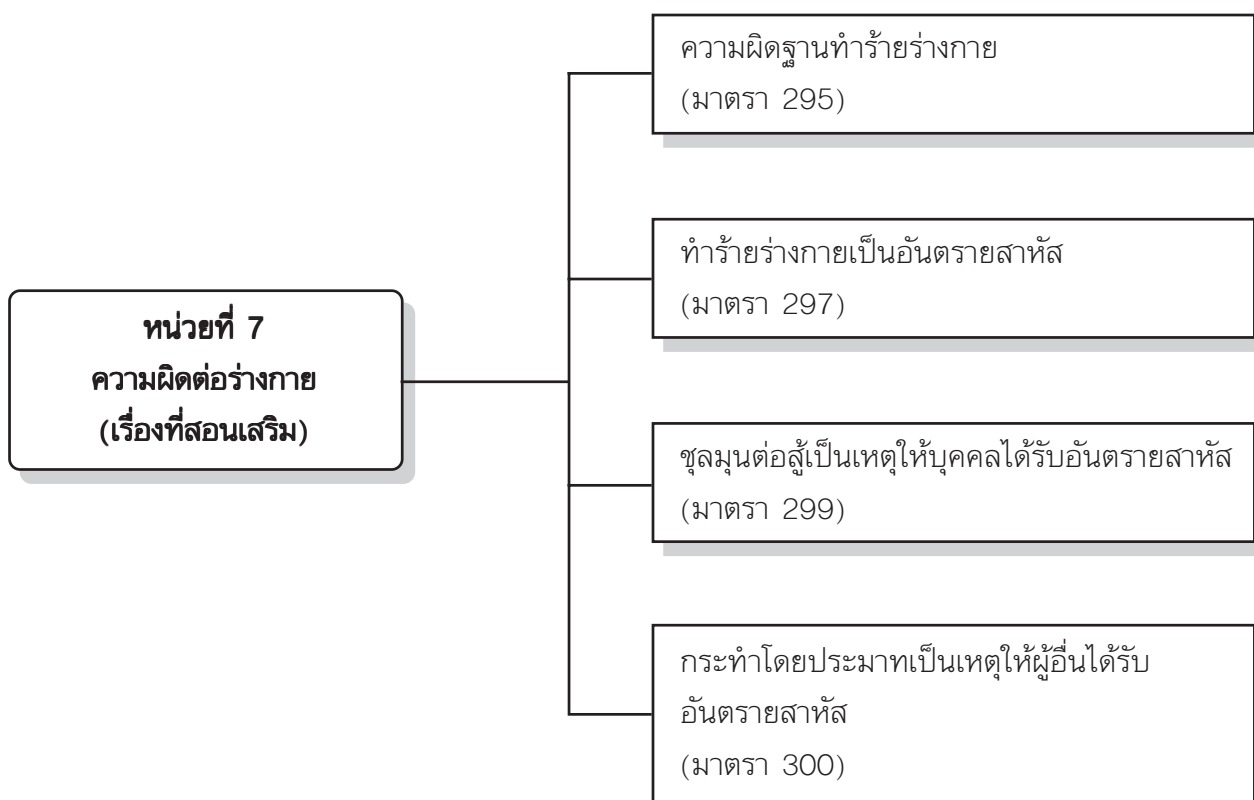 หน่วยที่ 7
ความผิดต่อร่างกาย
(เรื่องที่สอนเสริม)
ความผิดฐานทำร้ายร่างกาย
(มาตรา 295)
ทำร้ายร่างกายเป็นอันตรายสาหัส
(มาตรา 297)
ชุลมุนต่อสู้เป็นเหตุให้บุคคลได้รับอันตรายสาหัส
(มาตรา 299)
กระทำโดยประมาทเป็นเหตุให้ผู้อื่นได้รับ
อันตรายสาหัส
(มาตรา 300)